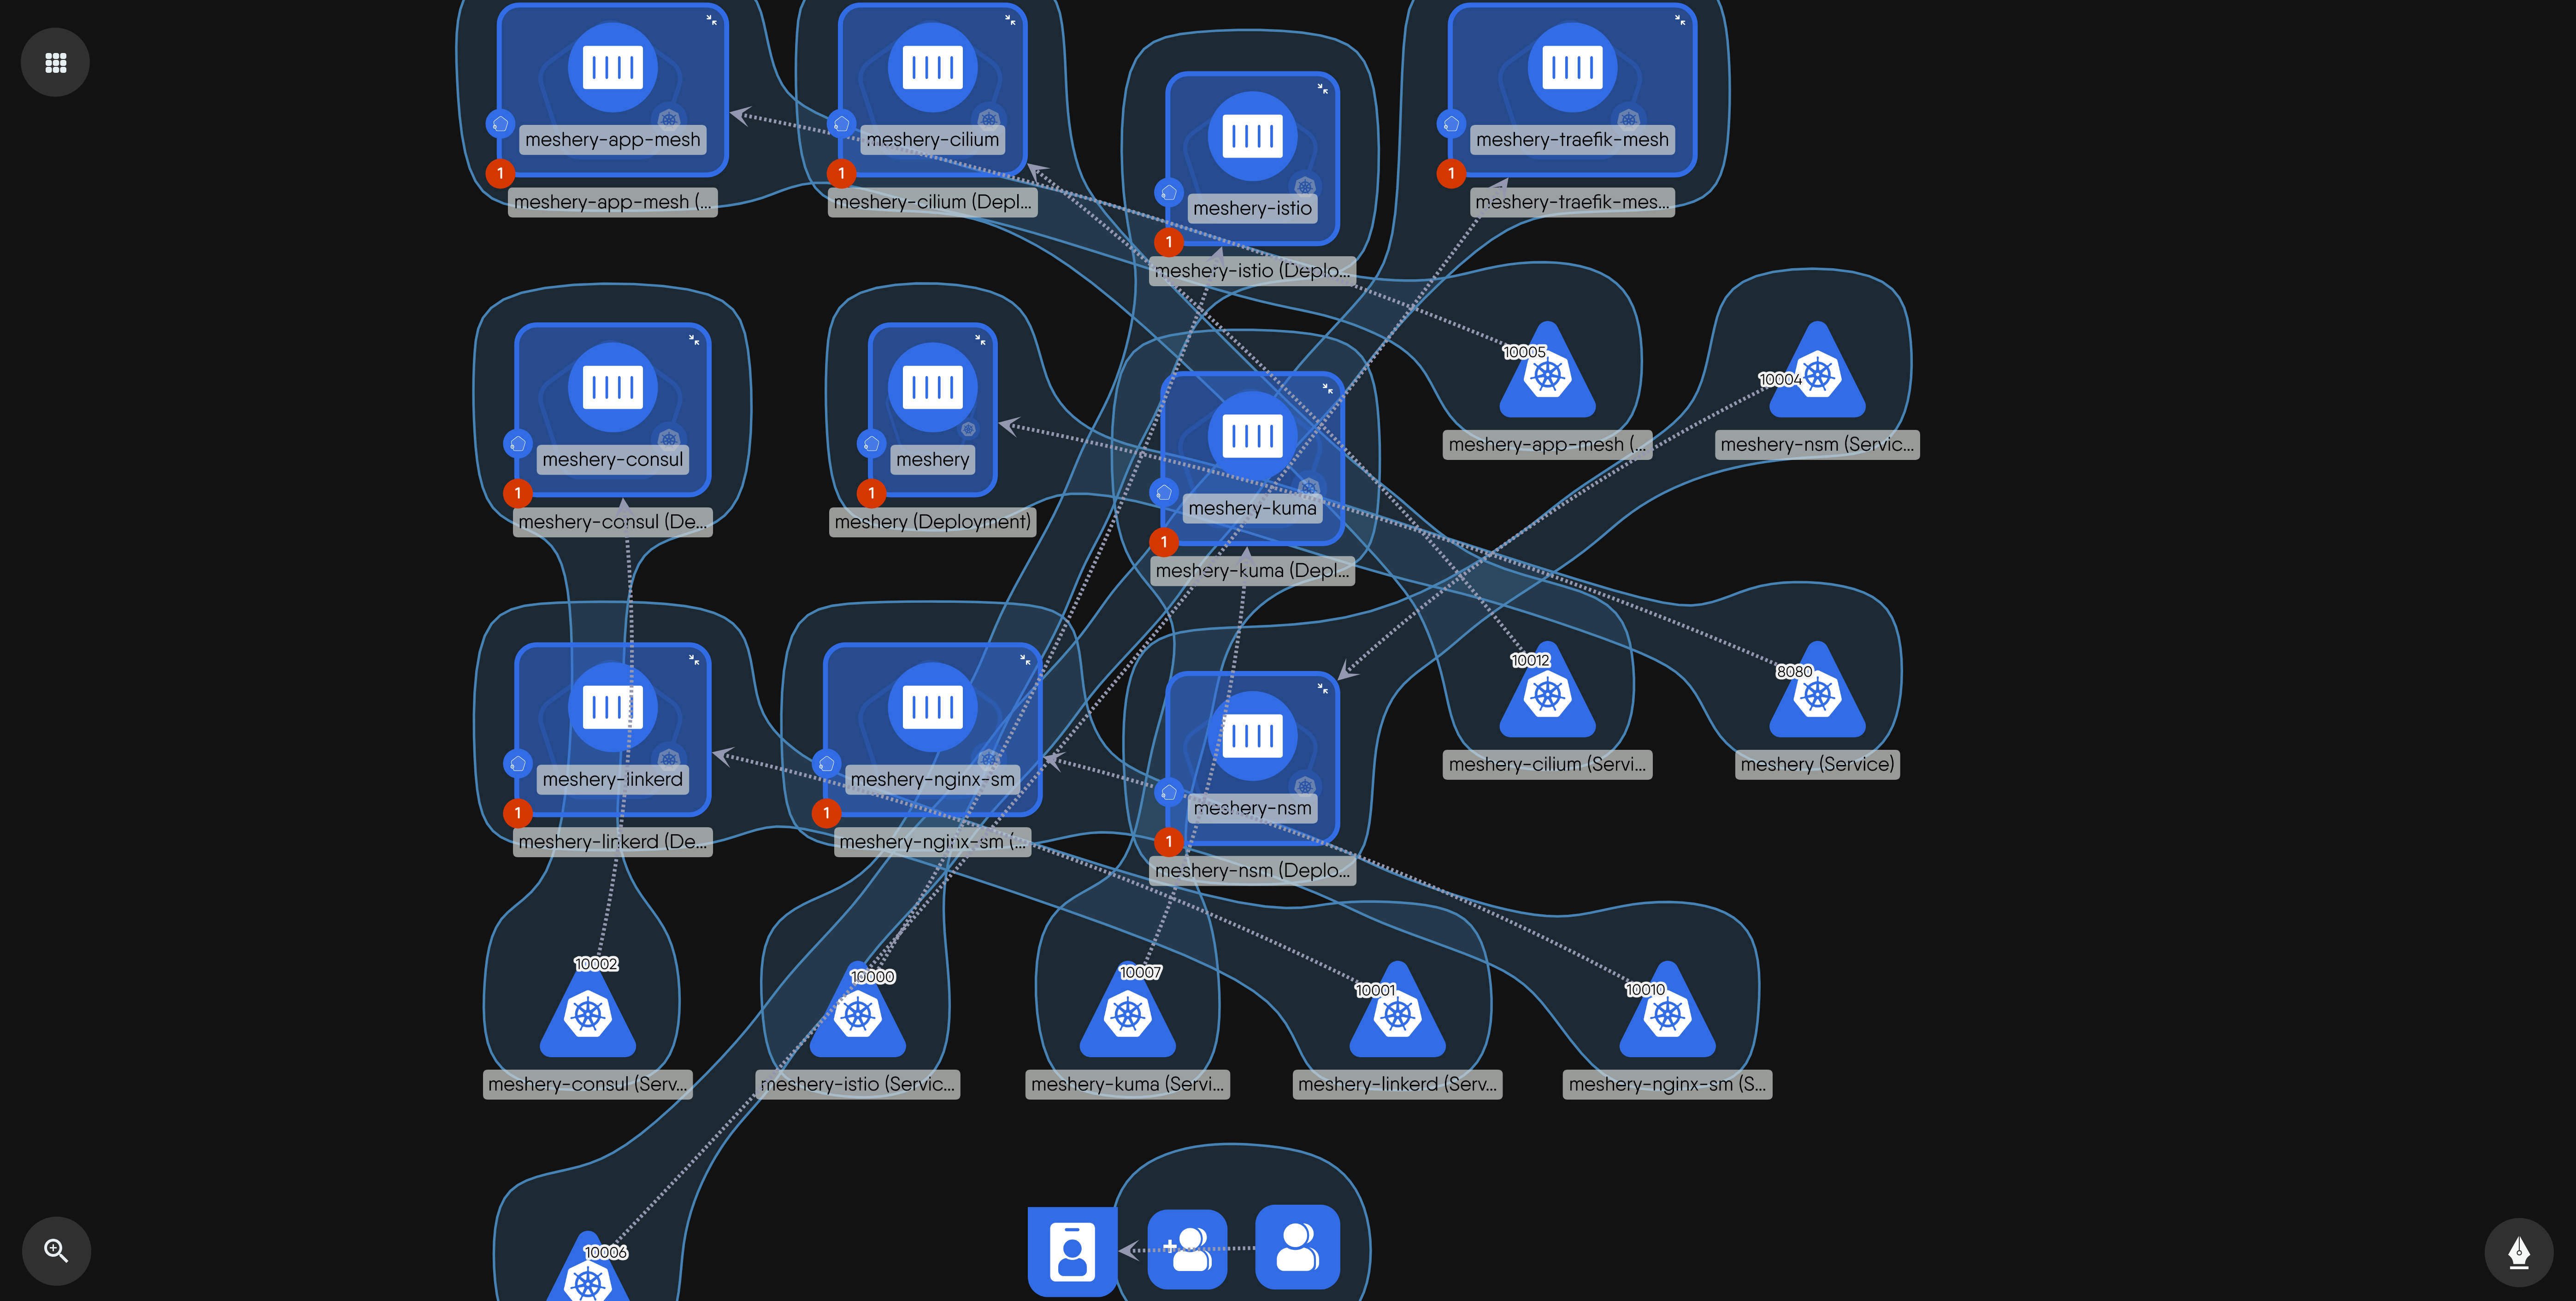 meshery-app-mesh
1
meshery-app-mesh (...
meshery-cilium
1
meshery-cilium (Depl...
meshery-istio
1
meshery-istio (Deplo...
meshery-traefik-mesh
1
meshery-traefik-mes...
meshery-consul
1
meshery-consul (De...
meshery
1
meshery (Deployment)
meshery-kuma
1
meshery-kuma (Depl...
10005
meshery-app-mesh (...
10004
meshery-nsm (Servic...
meshery-iinkerd
1
meshery-linkerd (De...
meshery-nginx-sm
1
meshery-nginx-sm (...
meshery-nsm
1
meshery-nsm (Deplo...
10012
meshery-cilium (Servi...
8080
meshery (Service)
10002
meshery-consul (Serv...
10000
meshery-istio (Servic...
10007
meshery-kuma (Servi...
10001
meshery-linkerd (Serv...
10010
meshery-nginx-sm (S...
10006